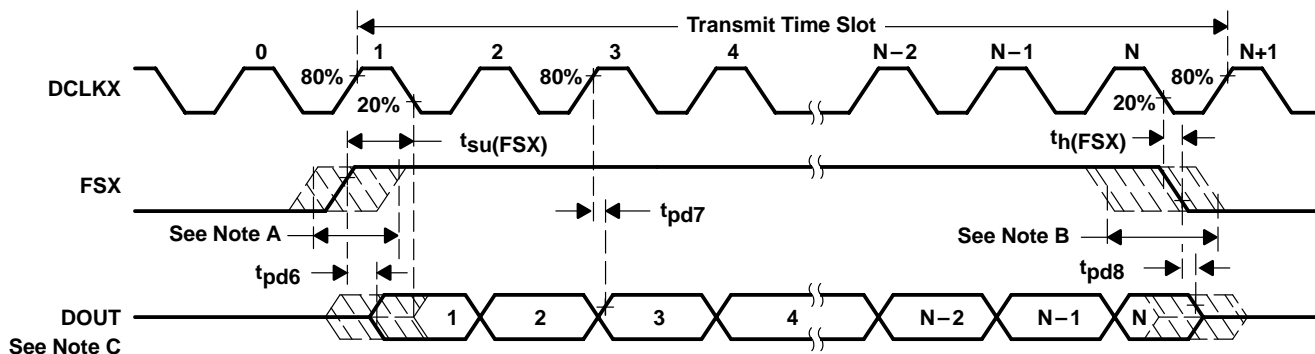 Transmit Time Slot
0 1 2 3 4 N−2 N−1 N N+1
80% 80% 80%
DCLKX
20% 20%
tsu(FSX) th(FSX)
FSX
tpd7
See Note A See Note B
tpd6 tpd8
DOUT 1 2 3 4 N−2 N−1 N
See Note C